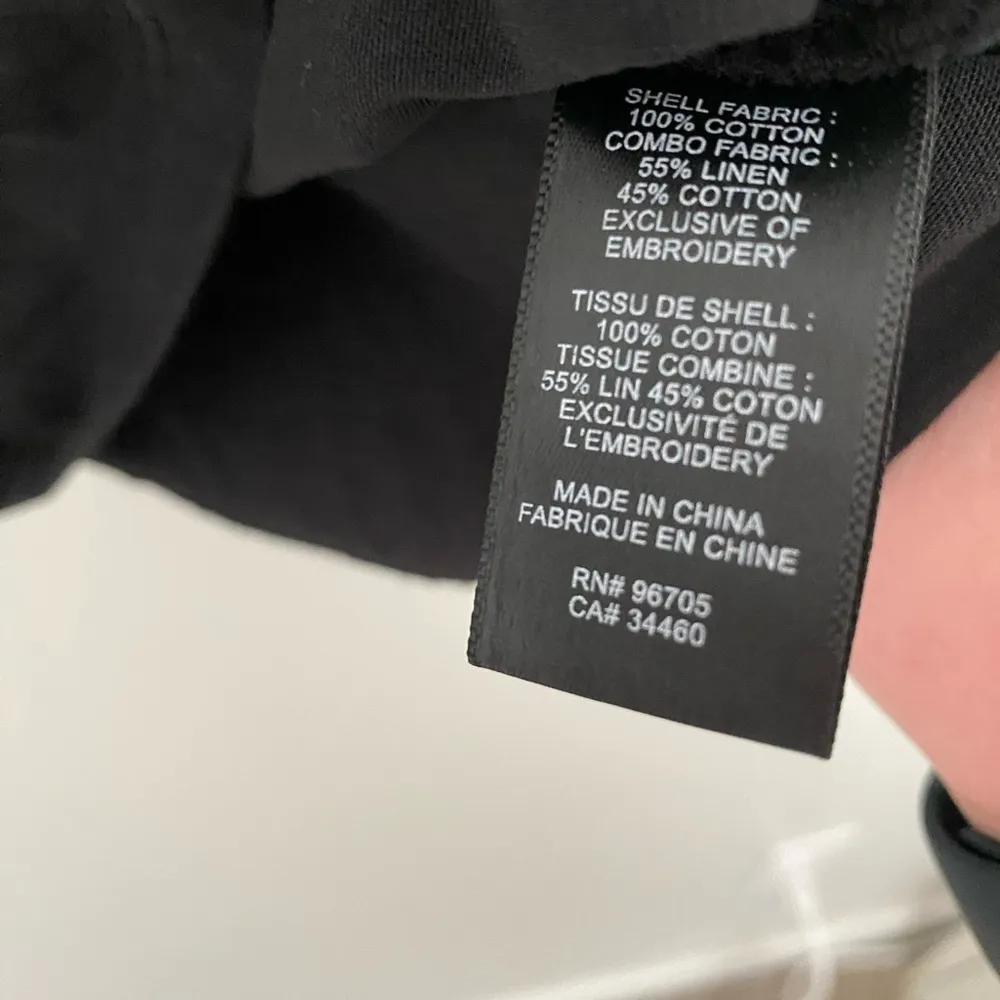 SHELL FABRIC :
100% COTTON
COMBO FABRIC :
55% LINEN
45% COTTON
EXCLUSIVE OF
EMBROIDERY
TISSU DE SHELL :
100% COTON
TISSUE COMBINE :
55% LIN 45% COTON
EXCLUSIVITÉ DE
L'EMBROIDERY
MADE IN CHINA
FABRIQUE EN CHINE
RN# 96705
CA# 34460